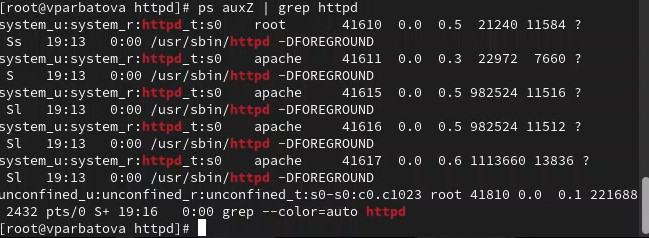 [root@vparbatova httpd]# ps auxZ | grep httpd
system_u:system_r:httpd_t:s0    root       41610  0.0  0.5  21240 11584 ?
 Ss   19:13   0:00 /usr/sbin/httpd -DFOREGROUND
system_u:system_r:httpd_t:s0    apache     41611  0.0  0.3  22972  7660 ?
 S    19:13   0:00 /usr/sbin/httpd -DFOREGROUND
system_u:system_r:httpd_t:s0    apache     41615  0.0  0.5 982524 11516 ?
 Sl   19:13   0:00 /usr/sbin/httpd -DFOREGROUND
system_u:system_r:httpd_t:s0    apache     41616  0.0  0.5 982524 11512 ?
 Sl   19:13   0:00 /usr/sbin/httpd -DFOREGROUND
system_u:system_r:httpd_t:s0    apache     41617  0.0  0.6 1113660 13836 ?
 Sl   19:13   0:00 /usr/sbin/httpd -DFOREGROUND
unconfined_u:unconfined_r:unconfined_t:s0-s0:c0.c1023 root 41810 0.0  0.1 221688
 2432 pts/0 S+ 19:16   0:00 grep --color=auto httpd
[root@vparbatova httpd]#